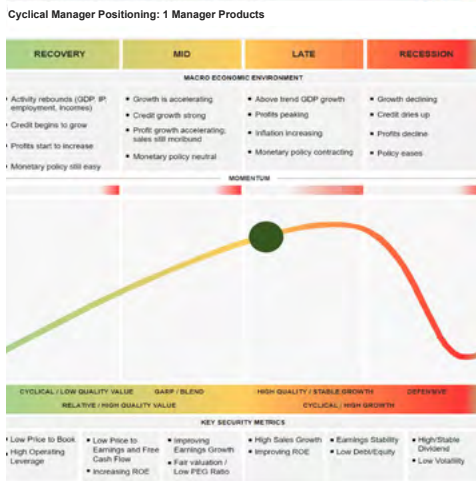 Cyclical Manager Positioning: 1 Manager Products
RECOVERY
MID
LATE
RECESSION
MACRO ECONOMIC ENVIRONMENT
• Activity rebounds (GDP, IP,
employment, incomes)
• Credit begins to grow
• Profits start to increase
• Monetary policy still easy
• Growth is accelerating
• Credit growth strong
• Profit growth accelerating,
sales still moribund
• Monetary policy neutral
• Above trend GDP growth
• Profits peaking
• Inflation increasing
• Monetary policy contracting
• Growth declining
• Credit dries up
• Profits decline
• Policy eases
MOMENTUM
CYCLICAL / LOW QUALITY VALUE
GARP / BLEND
HIGH QUALITY / STABLE GROWTH
DEFENSIVE
RELATIVE / HIGH QUALITY VALUE
CYCLICAL / HIGH GROWTH
KEY SECURITY METRICS
• Low Price to Book
• High Operating
Leverage
• Low Price to
Earnings and Free
Cash Flow
• Increasing ROE
• Improving
Earnings Growth
• Fair valuation /
Low PEG Ratio
• High Sales Growth
• Improving ROE
• Earnings Stability
• Low Debt/Equity
• High/Stable
Dividend
• Low Volatility